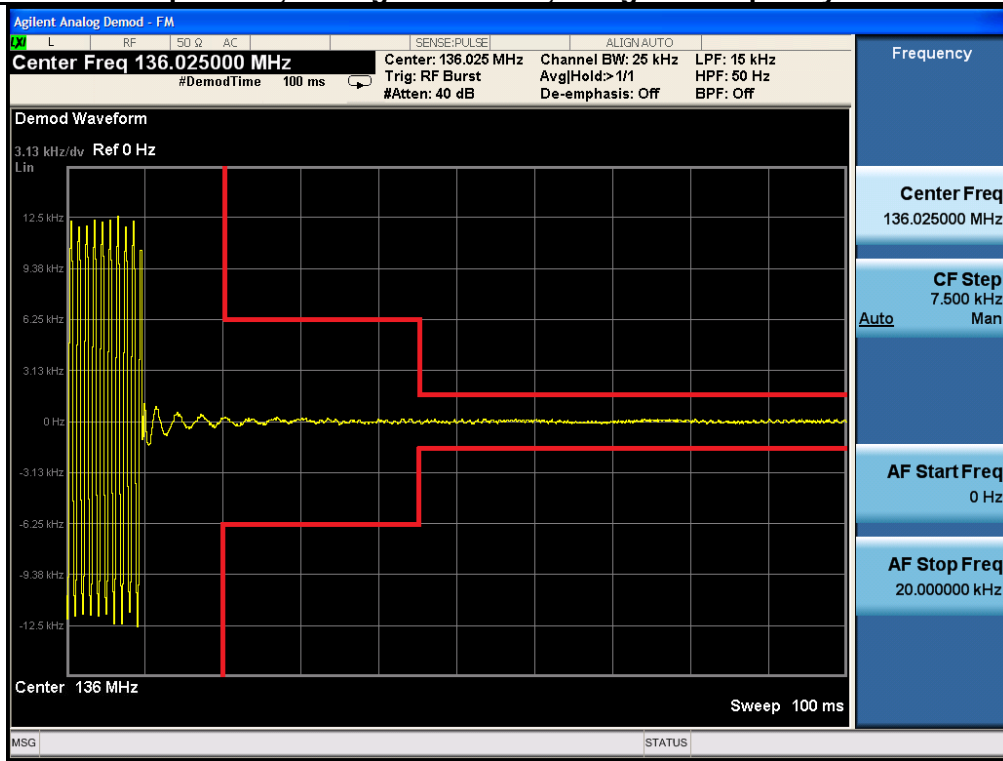 Agilent Analog Demod - FM
LXI L RF 50 Ω AC SENSE:PULSE ALIGN AUTO
Center Freq 136.025000 MHz
#DemodTime 100 ms
Center: 136.025 MHz
Trig: RF Burst
#Atten: 40 dB
Channel BW: 25 kHz
Avg|Hold:> 1/1
De-emphasis: Off
LPF: 15 kHz
HPF: 50 Hz
BPF: Off
Demod Waveform
3.13 kHz/dv Ref 0 Hz
Lin
12.5 kHz
9.38 kHz
6.25 kHz
3.13 kHz
0 Hz
-3.13 kHz
-6.25 kHz
-9.38 kHz
-12.5 kHz
Center 136 MHz
Sweep 100 ms
MSG STATUS
Frequency
Center Freq
136.025000 MHz
CF Step
7.500 kHz
Auto Man
AF Start Freq
0 Hz
AF Stop Freq
20.000000 kHz